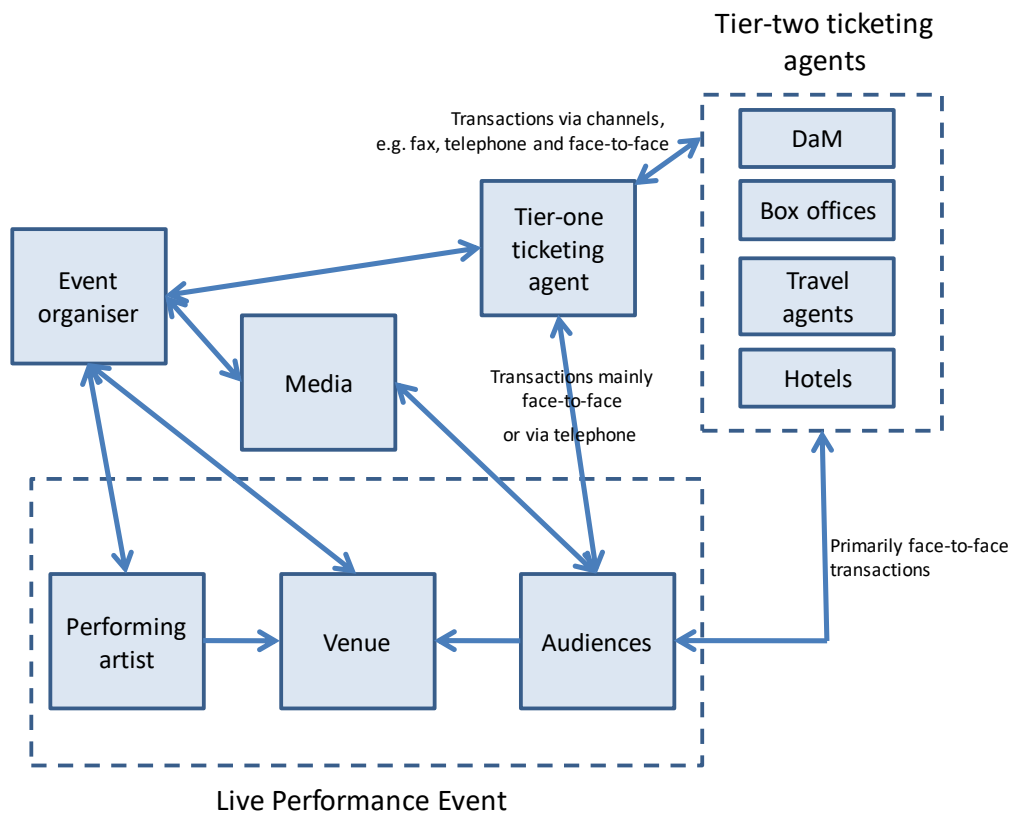 Tier-two ticketing
agents
Transactions via channels,
e.g. fax, telephone and face-to-face
DaM
Box offices
Travel
agents
Hotels
Tier-one
ticketing
agent
Event
organiser
Media
Transactions mainly
face-to-face
or via telephone
Primarily face-to-face
transactions
Performing
artist
Venue
Audiences
Live Performance Event